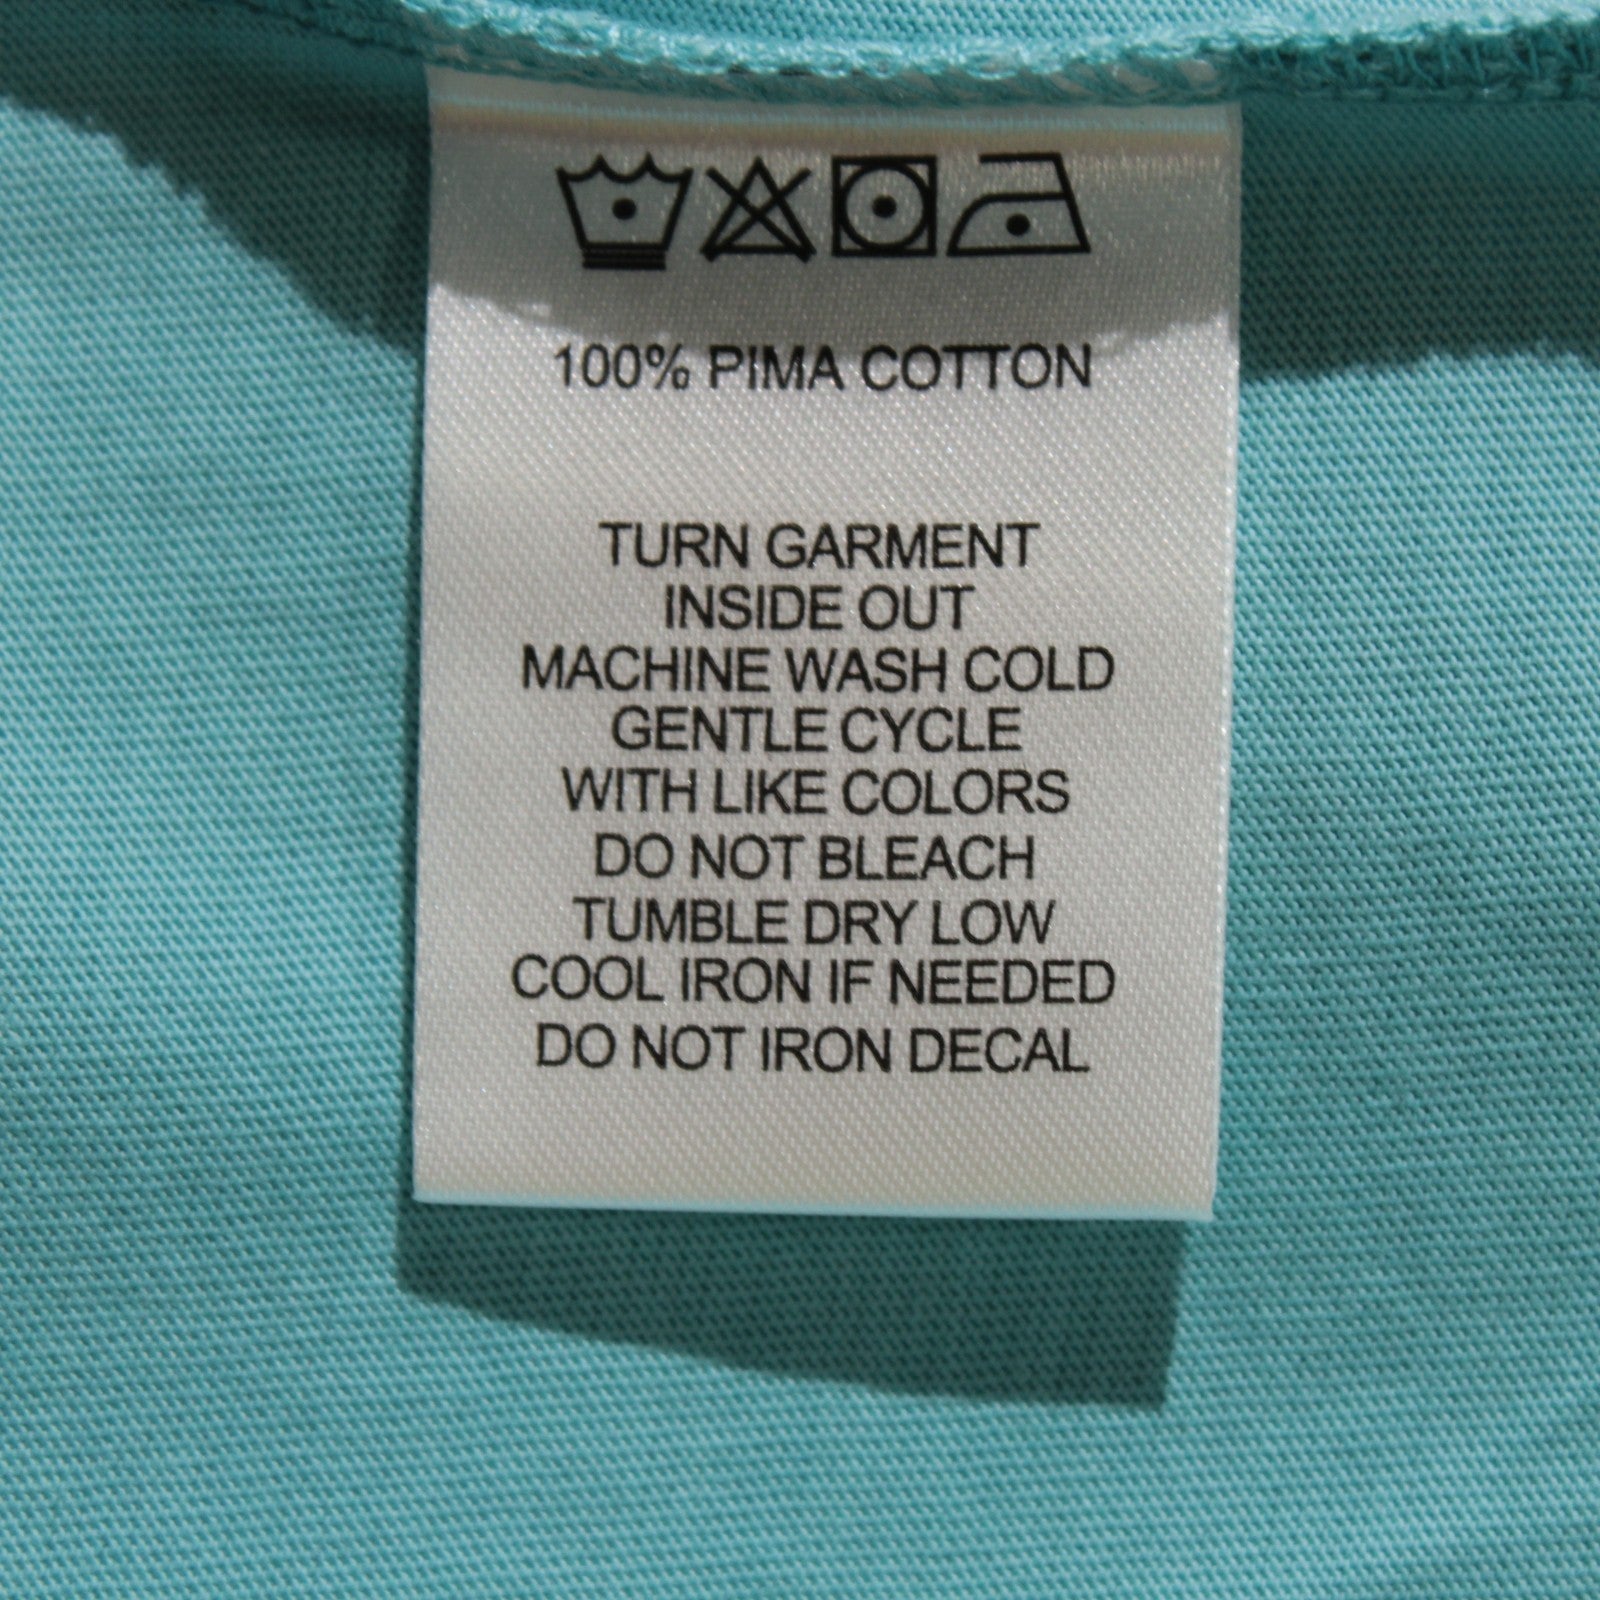 100% PIMA COTTON
TURN GARMENT
INSIDE OUT
MACHINE WASH COLD
GENTLE CYCLE
WITH LIKE COLORS
DO NOT BLEACH
TUMBLE DRY LOW
COOL IRON IF NEEDED
DO NOT IRON DECAL